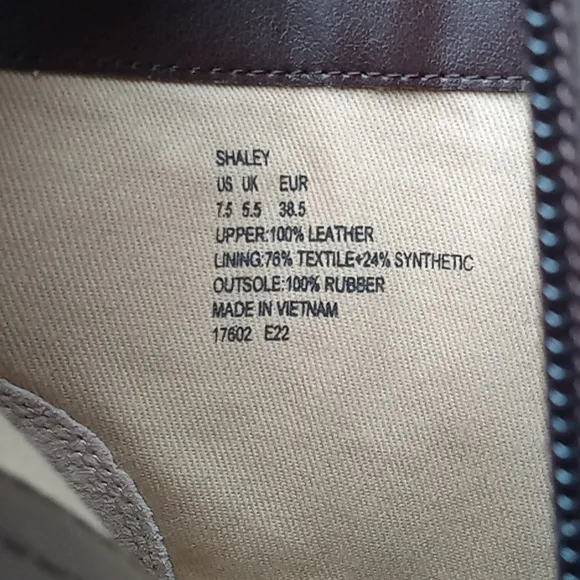 SHALEY
US UK EUR
7.5 5.5 38.5
UPPER:100% LEATHER
LINING:76% TEXTILE+24% SYNTHETIC
OUTSOLE:100% RUBBER
MADE IN VIETNAM
17602 E22